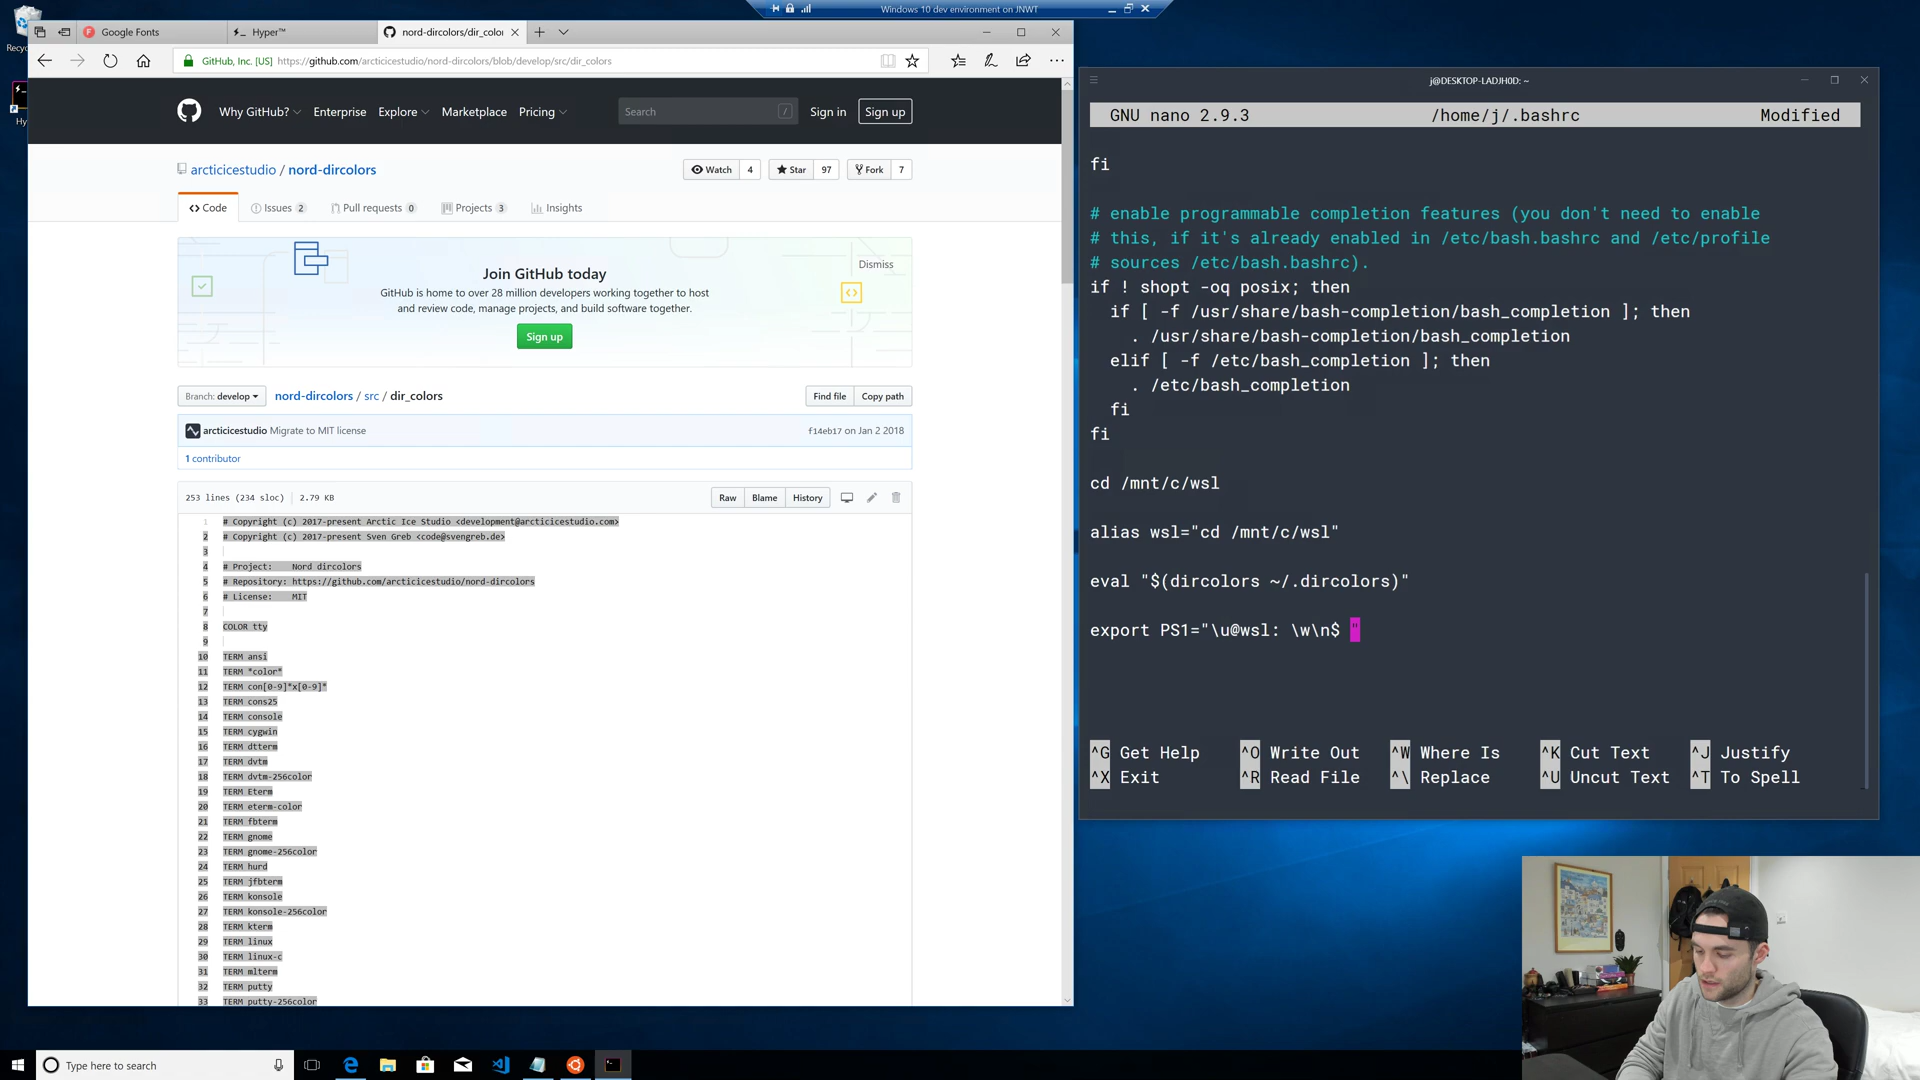 Windows 10 dev environment on JNWT
Google Fonts
Hyper™
nord-dircolors/dir_color
GitHub, Inc. [US] https://github.com/arcticicestudio/nord-dircolors/blob/develop/src/dir_colors
Why GitHub?
Enterprise
Explore
Marketplace
Pricing
Search
/
Sign in
Sign up
arcticicestudio / nord-dircolors
Watch 4
Star 97
Fork 7
Code
Issues 2
Pull requests 0
Projects 3
Insights
Join GitHub today
Dismiss
GitHub is home to over 28 million developers working together to host
and review code, manage projects, and build software together.
Sign up
Branch: develop
nord-dircolors / src / dir_colors
Find file
Copy path
arcticicestudio Migrate to MIT license
f14eb17 on Jan 2 2018
1 contributor
253 lines (234 sloc) | 2.79 KB
Raw
Blame
History
1 # Copyright (c) 2017-present Arctic Ice Studio <development@arcticicestudio.com>
2 # Copyright (c) 2017-present Sven Greb <code@svengreb.de>
3
4 # Project: Nord dircolors
5 # Repository: https://github.com/arcticicestudio/nord-dircolors
6 # License: MIT
7
8 COLOR tty
9
10 TERM ansi
11 TERM *color*
12 TERM con[0-9]*x[0-9]*
13 TERM cons25
14 TERM console
15 TERM cygwin
16 TERM dtterm
17 TERM dvtm
18 TERM dvtm-256color
19 TERM Eterm
20 TERM eterm-color
21 TERM fbterm
22 TERM gnome
23 TERM gnome-256color
24 TERM hurd
25 TERM jfbterm
26 TERM konsole
27 TERM konsole-256color
28 TERM kterm
29 TERM linux
30 TERM linux-c
31 TERM mlterm
32 TERM putty
33 TERM putty-256color
j@DESKTOP-LADJH0D: ~
GNU nano 2.9.3 /home/j/.bashrc Modified
fi
# enable programmable completion features (you don't need to enable
# this, if it's already enabled in /etc/bash.bashrc and /etc/profile
# sources /etc/bash.bashrc).
if ! shopt -oq posix; then
if [ -f /usr/share/bash-completion/bash_completion ]; then
. /usr/share/bash-completion/bash_completion
elif [ -f /etc/bash_completion ]; then
. /etc/bash_completion
fi
fi
cd /mnt/c/wsl
alias wsl="cd /mnt/c/wsl"
eval "$(dircolors ~/.dircolors)"
export PS1="\u@wsl: \w\n$ "
^G Get Help ^O Write Out ^W Where Is ^K Cut Text ^J Justify
^X Exit ^R Read File ^\ Replace ^U Uncut Text ^T To Spell
Type here to search